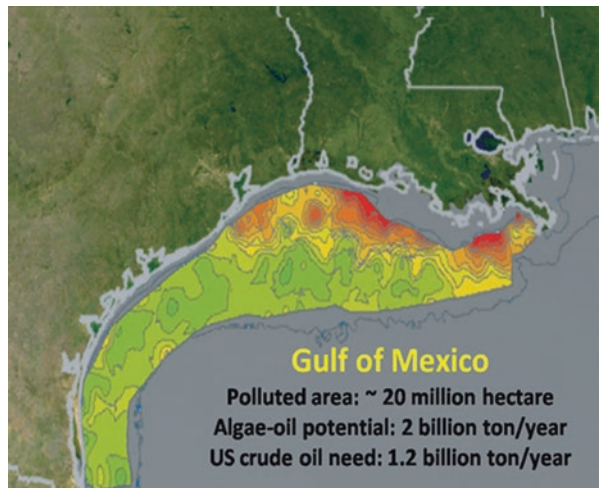 Gulf of Mexico
Polluted area: ~ 20 million hectare
Algae-oil potential: 2 billion ton/year
US crude oil need: 1.2 billion ton/year